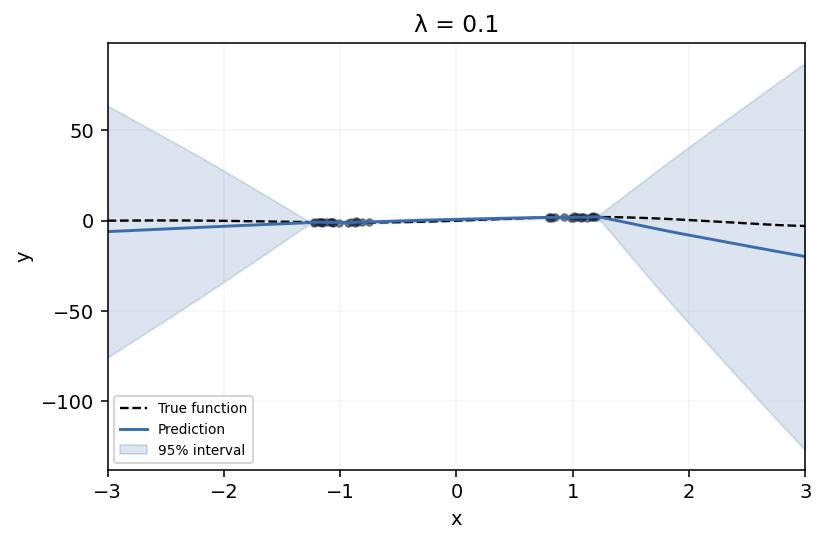 λ = 0.1
y
50
0
−50
−100
True function
Prediction
95% interval
−3
−2
−1
0
1
2
3
x